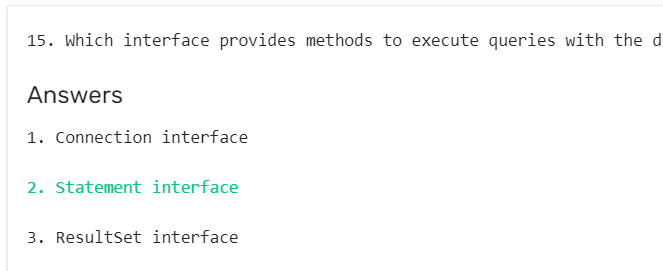 15. Which interface provides methods to execute queries with the d
Answers
1. Connection interface
2. Statement interface
3. ResultSet interface